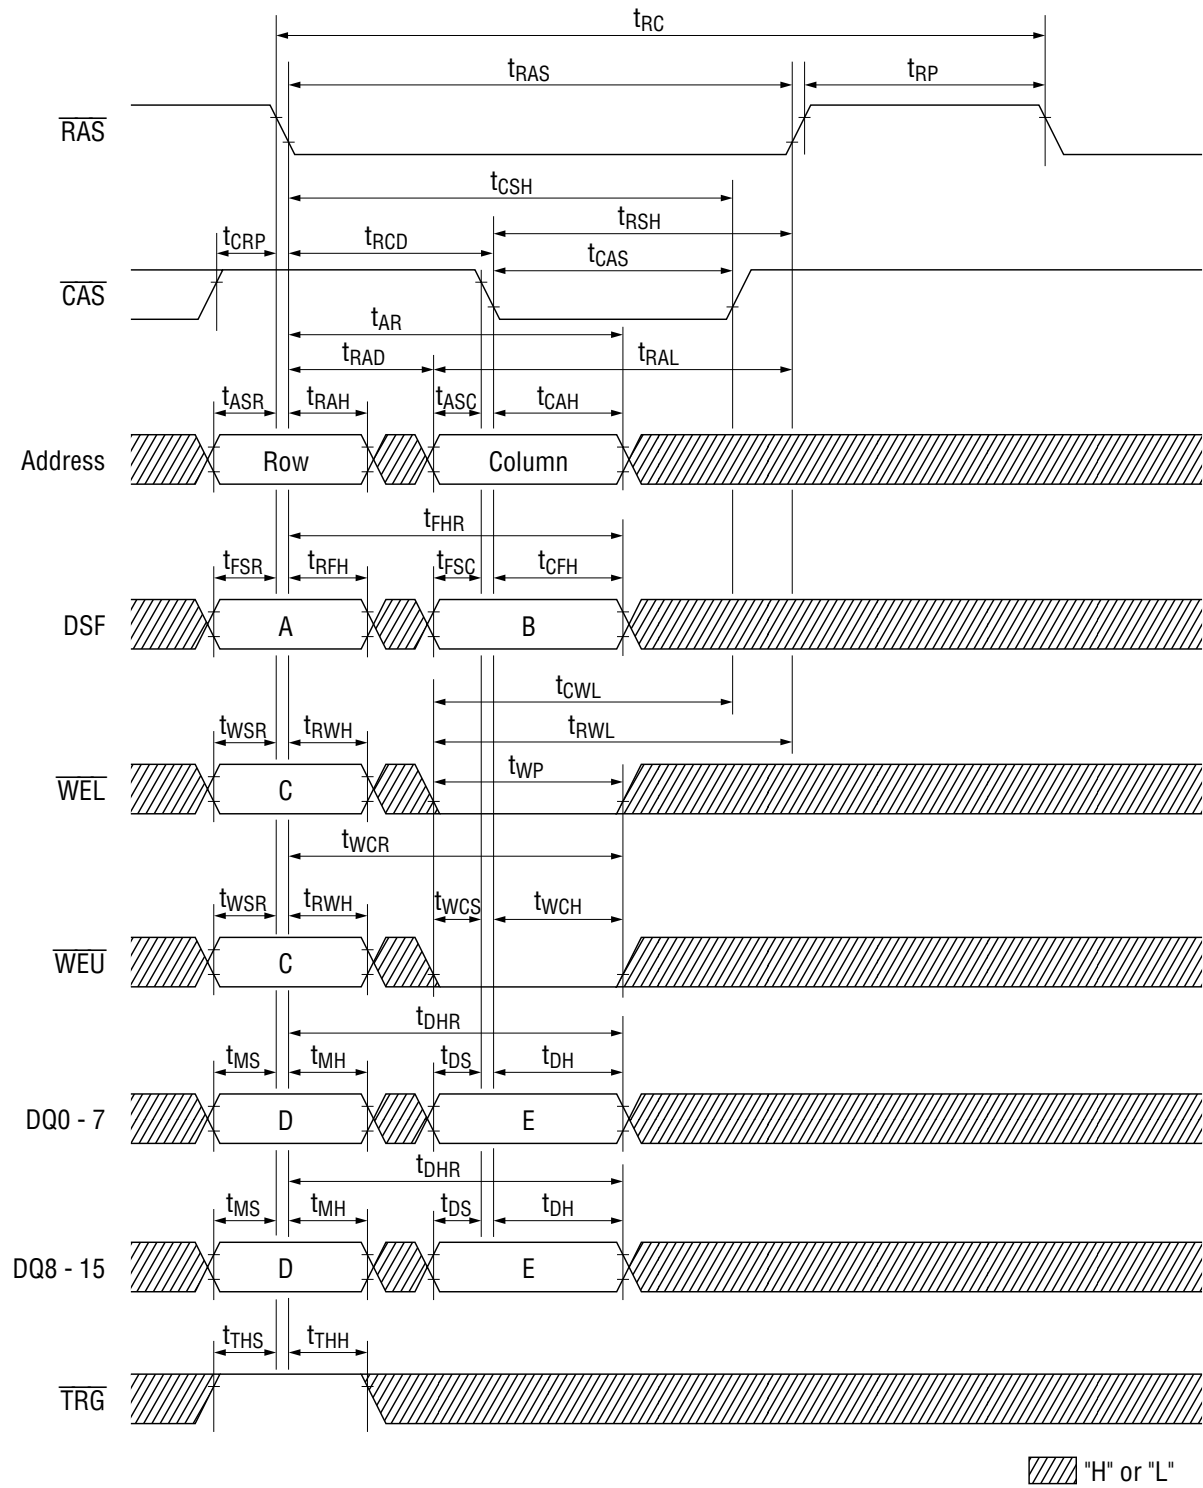 tRC
tRAS tRP
RAS
tCSH
tRSH
tCRP tRCD
tCAS
CAS
tAR
tRAD tRAL
tASR tRAH tASC tCAH
Address Row Column
tFHR
tFSR tRFH tFSC tCFH
DSF A B
tCWL
tWSR tRWH tRWL
tWP
WEL C
tWCR
tWSR tRWH tWCS tWCH
WEU C
tDHR
tMS tMH tDS tDH
DQ0 - 7 D E
tDHR
tMS tMH tDS tDH
DQ8 - 15 D E
tTHS tTHH
TRG
"H" or "L"